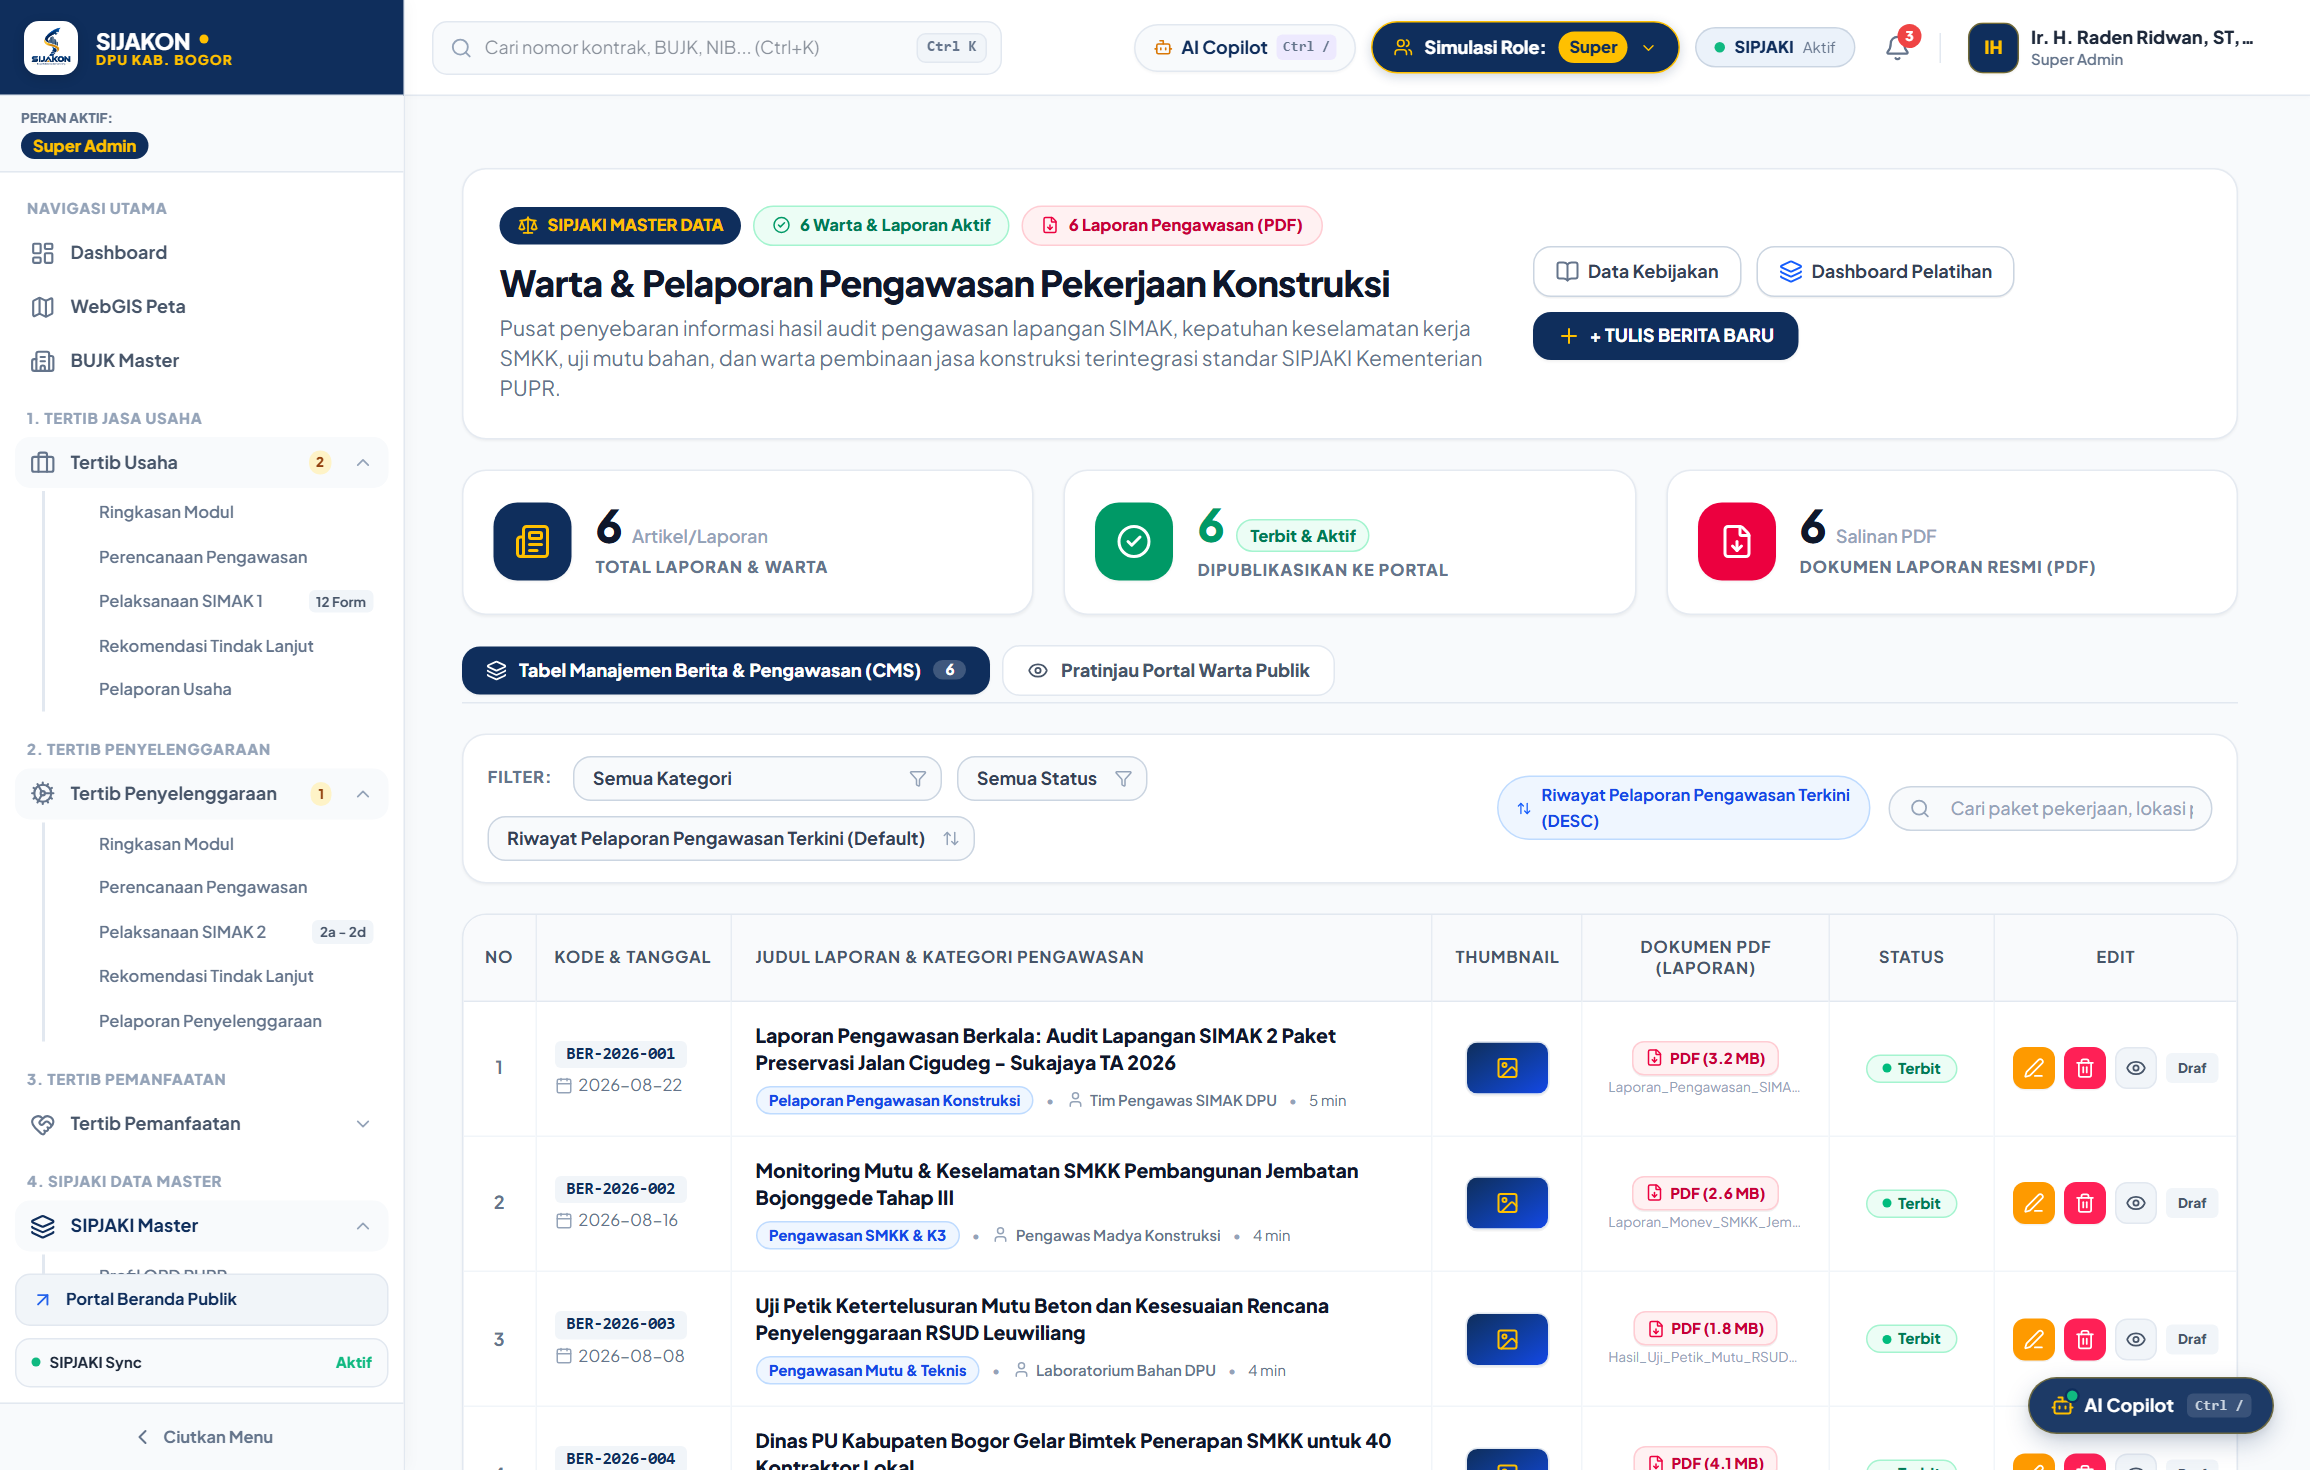 SIJAKON
DPU KAB. BOGOR
SIJAKON
Cari nomor kontrak, BUJK, NIB... (Ctrl+K)
Ctrl K
AI Copilot
Ctrl /
Simulasi Role:
Super
SIPJAKI Aktif
3
IH
Ir. H. Raden Ridwan, ST,...
Super Admin
PERAN AKTIF:
Super Admin
NAVIGASI UTAMA
Dashboard
WebGIS Peta
BUJK Master
1. TERTIB JASA USAHA
Tertib Usaha 2
Ringkasan Modul
Perencanaan Pengawasan
Pelaksanaan SIMAK 1 12 Form
Rekomendasi Tindak Lanjut
Pelaporan Usaha
2. TERTIB PENYELENGGARAAN
Tertib Penyelenggaraan 1
Ringkasan Modul
Perencanaan Pengawasan
Pelaksanaan SIMAK 2 2a - 2d
Rekomendasi Tindak Lanjut
Pelaporan Penyelenggaraan
3. TERTIB PEMANFAATAN
Tertib Pemanfaatan
4. SIPJAKI DATA MASTER
SIPJAKI Master
Profil OPD PUPR
Portal Beranda Publik
SIPJAKI Sync Aktif
Ciutkan Menu
SIPJAKI MASTER DATA
6 Warta & Laporan Aktif
6 Laporan Pengawasan (PDF)
Warta & Pelaporan Pengawasan Pekerjaan Konstruksi
Pusat penyebaran informasi hasil audit pengawasan lapangan SIMAK, kepatuhan keselamatan kerja
SMKK, uji mutu bahan, dan warta pembinaan jasa konstruksi terintegrasi standar SIPJAKI Kementerian
PUPR.
Data Kebijakan
Dashboard Pelatihan
+ TULIS BERITA BARU
6 Artikel/Laporan
TOTAL LAPORAN & WARTA
6 Terbit & Aktif
DIPUBLIKASIKAN KE PORTAL
6 Salinan PDF
DOKUMEN LAPORAN RESMI (PDF)
Tabel Manajemen Berita & Pengawasan (CMS) 6
Pratinjau Portal Warta Publik
FILTER:
Semua Kategori
Semua Status
Riwayat Pelaporan Pengawasan Terkini (Default)
Riwayat Pelaporan Pengawasan Terkini
(DESC)
Cari paket pekerjaan, lokasi
NO
KODE & TANGGAL
JUDUL LAPORAN & KATEGORI PENGAWASAN
THUMBNAIL
DOKUMEN PDF
(LAPORAN)
STATUS
EDIT
1
BER-2026-001
2026-08-22
Laporan Pengawasan Berkala: Audit Lapangan SIMAK 2 Paket
Preservasi Jalan Cigudeg - Sukajaya TA 2026
Pelaporan Pengawasan Konstruksi • Tim Pengawas SIMAK DPU • 5 min
PDF (3.2 MB)
Laporan_Pengawasan_SIMA...
Terbit
Draf
2
BER-2026-002
2026-08-16
Monitoring Mutu & Keselamatan SMKK Pembangunan Jembatan
Bojonggede Tahap III
Pengawasan SMKK & K3 • Pengawas Madya Konstruksi • 4 min
PDF (2.6 MB)
Laporan_Monev_SMKK_Jem...
Terbit
Draf
3
BER-2026-003
2026-08-08
Uji Petik Ketertelusuran Mutu Beton dan Kesesuaian Rencana
Penyelenggaraan RSUD Leuwiliang
Pengawasan Mutu & Teknis • Laboratorium Bahan DPU • 4 min
PDF (1.8 MB)
Hasil_Uji_Petik_Mutu_RSUD...
Terbit
Draf
BER-2026-004
Dinas PU Kabupaten Bogor Gelar Bimtek Penerapan SMKK untuk 40
Kontraktor Lokal
PDF (4.1 MB)
AI Copilot Ctrl /